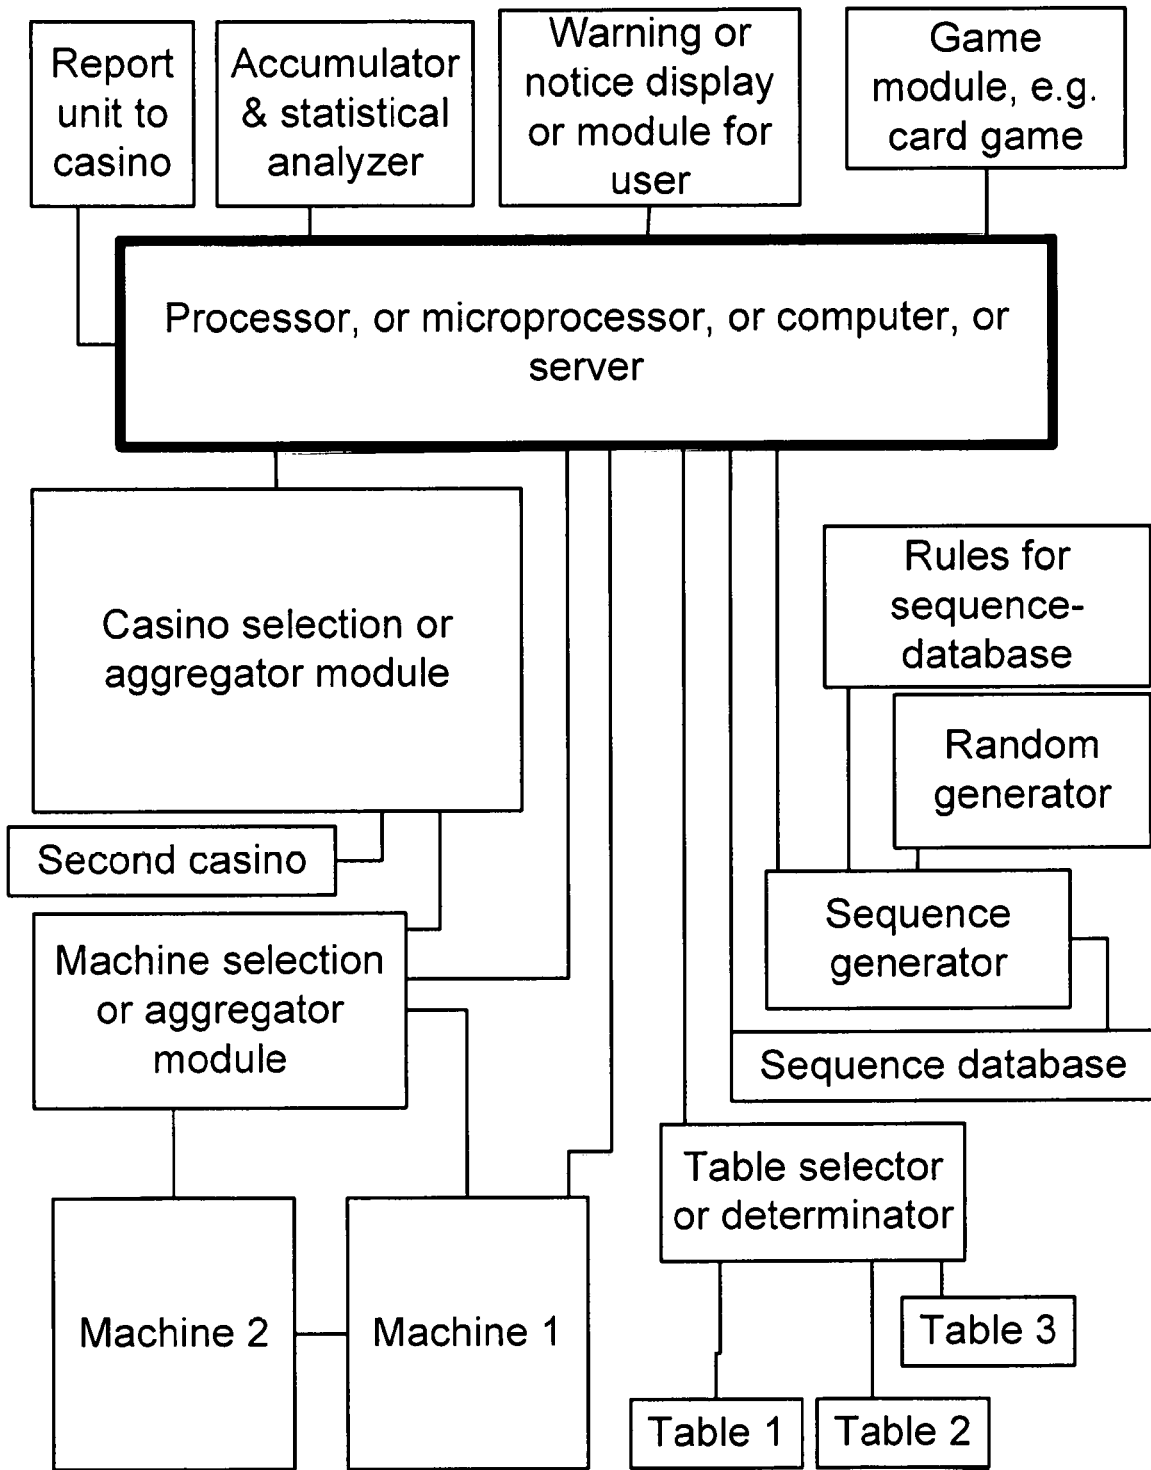 Report
unit to
casino
Accumulator
& statistical
analyzer
Warning or
notice display
or module for
user
Game
module, e.g.
card game
Processor, or microprocessor, or computer, or
server
Casino selection or
aggregator module
Rules for
sequence-
database
Random
generator
Second casino
Sequence
generator
Machine selection
or aggregator
module
Sequence database
Table selector
or determinator
Machine 2
Machine 1
Table 3
Table 1
Table 2